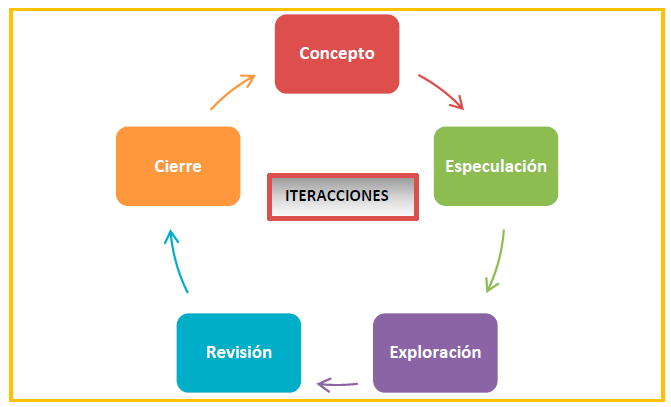 Concepto
Especulación
Exploración
Revisión
Cierre
ITERACCIONES